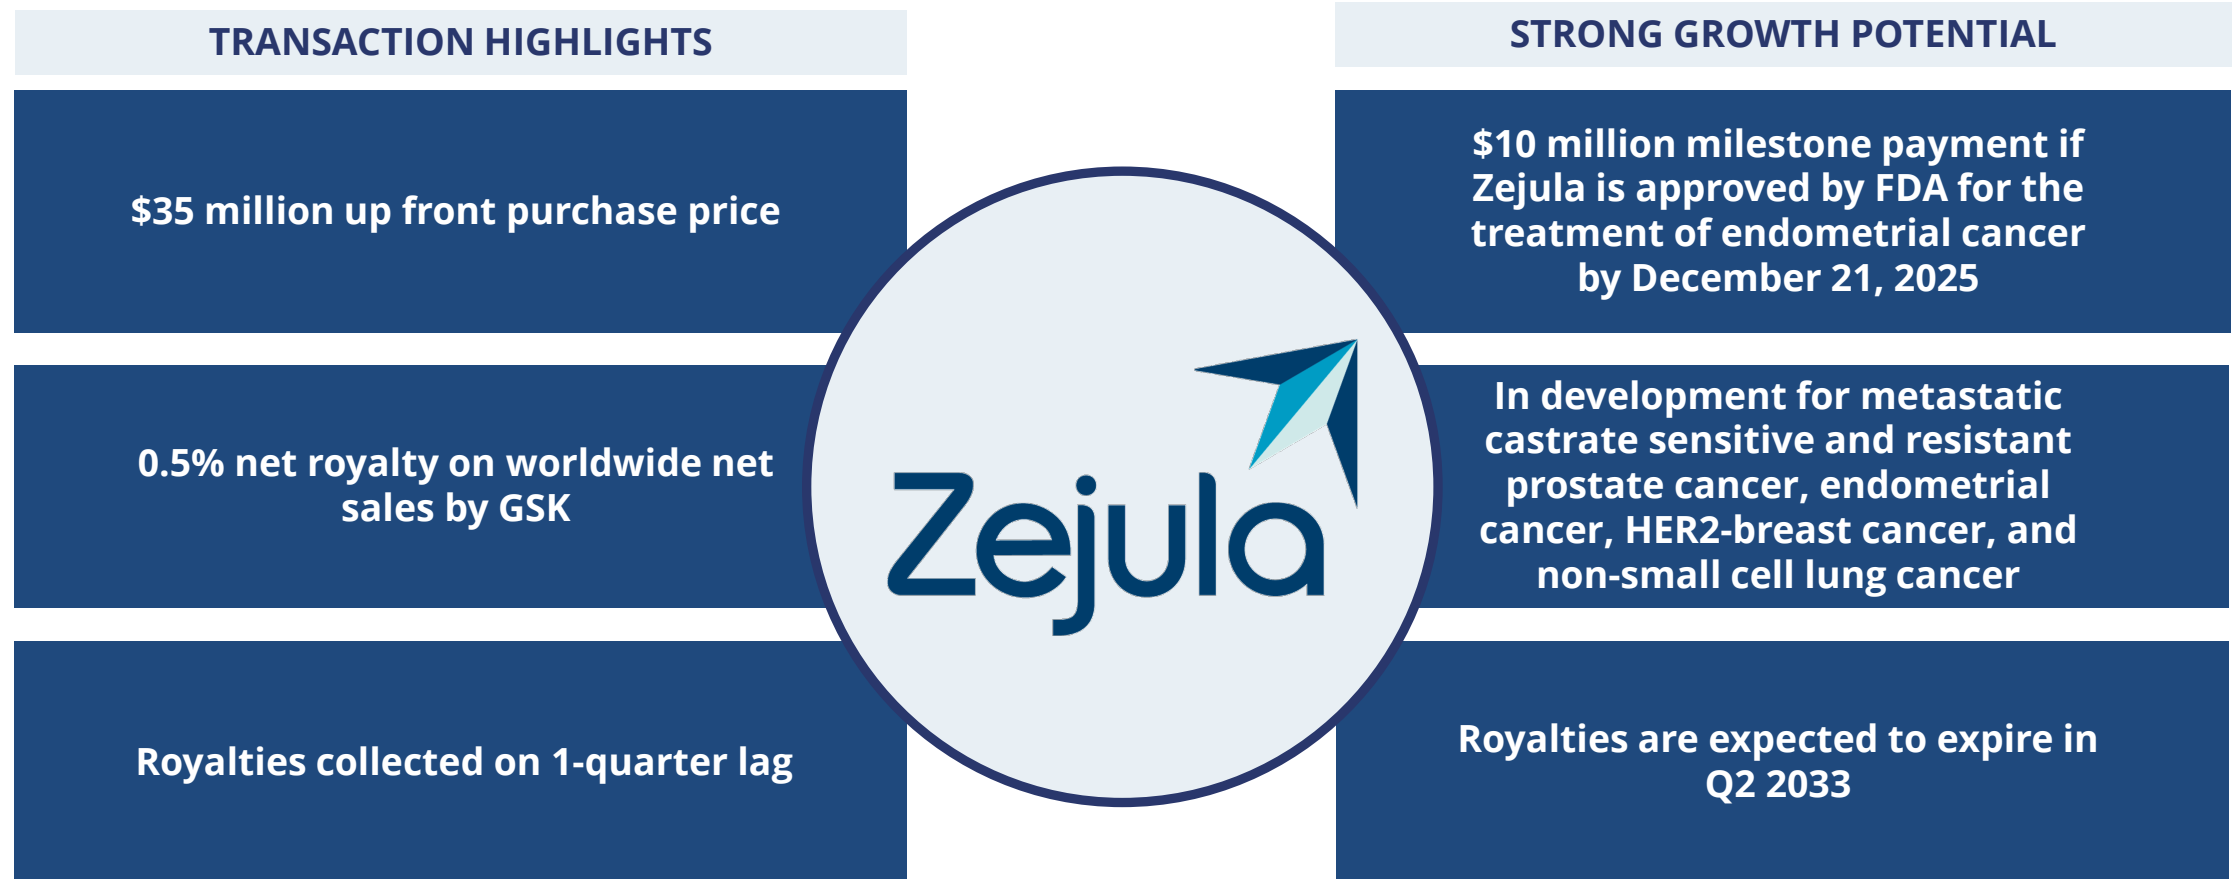 TRANSACTION HIGHLIGHTS
$35 million up front purchase price
0.5% net royalty on worldwide net
sales by GSK
Royalties collected on 1-quarter lag
Zejula
STRONG GROWTH POTENTIAL
$10 million milestone payment if
Zejula is approved by FDA for the
treatment of endometrial cancer
by December 21, 2025
In development for metastatic
castrate sensitive and resistant
prostate cancer, endometrial
cancer, HER2-breast cancer, and
non-small cell lung cancer
Royalties are expected to expire in
Q2 2033